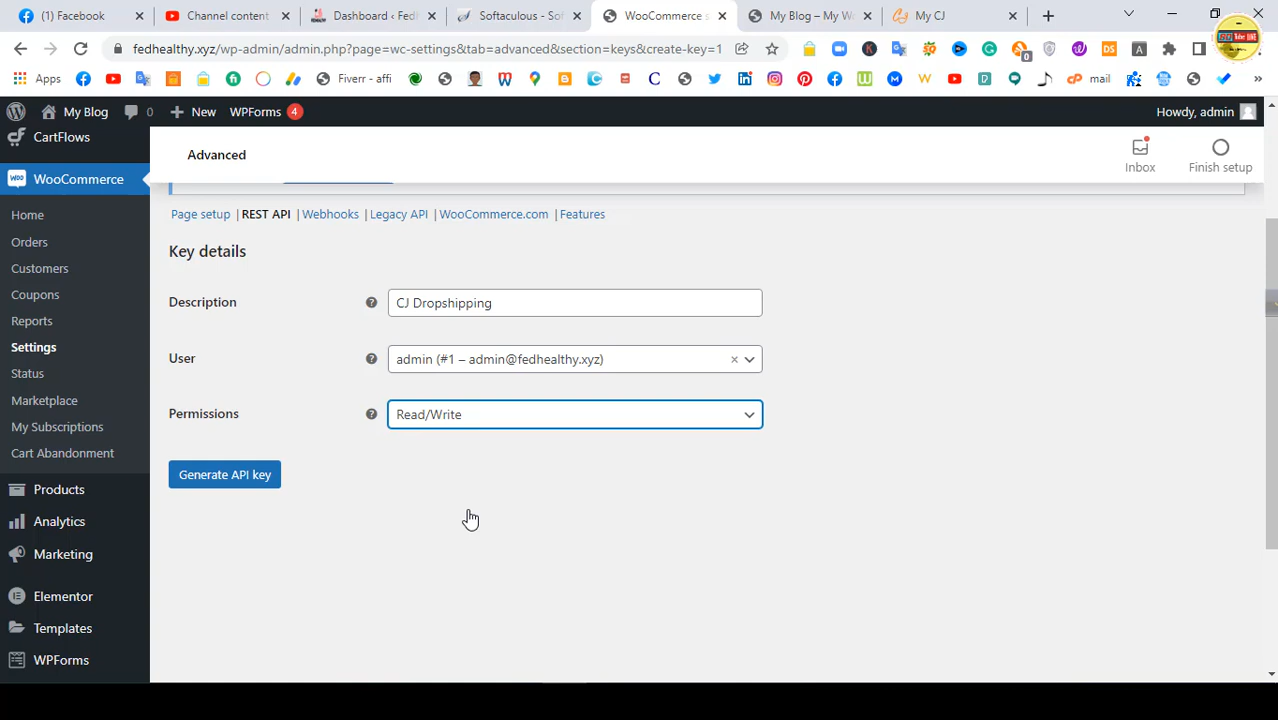 Facebook
Channel content
Dashboard ‹ Fedh
Softaculous - Sof
WooCommerce s
My Blog – My W
My CJ
fedhealthy.xyz/wp-admin/admin.php?page=wc-settings&tab=advanced&section=keys&create-key=1
Apps
Fiverr - affi
mail
My Blog
0
New
WPForms
4
Howdy, admin
CartFlows
Advanced
Inbox
Finish setup
WooCommerce
Home
Orders
Customers
Coupons
Reports
Settings
Status
Marketplace
My Subscriptions
Cart Abandonment
Products
Analytics
Marketing
Elementor
Templates
WPForms
Page setup | REST API | Webhooks | Legacy API | WooCommerce.com | Features
Key details
Description
CJ Dropshipping
User
admin (#1 – admin@fedhealthy.xyz)
Permissions
Read/Write
Generate API key